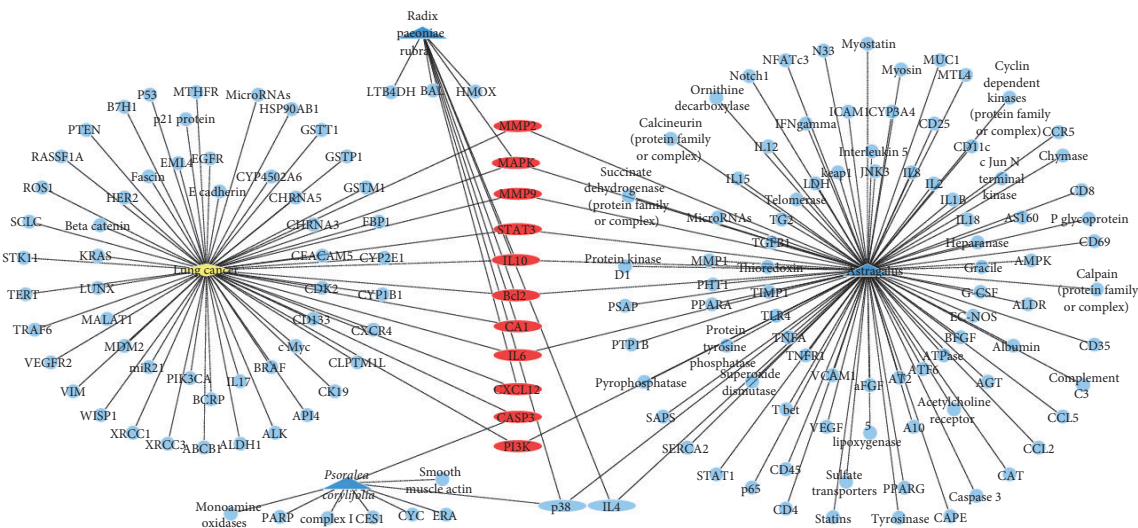 Radix
paeoniae
rubra
LTB4DH
BAL
HMOX
MMP2
MAPK
MMP9
STAT3
IL10
Bcl2
CA1
IL6
CXCL12
CASP3
PI3K
p38
IL4
Lung cancer
P53
MTHFR
MicroRNAs
HSP90AB1
B7H1
p21 protein
GSTT1
PTEN
EML4
EGFR
GSTP1
RASSF1A
Fascin
CYP4502A6
ROS1
HER2
E cadherin
CHRNA5
GSTM1
SCLC
Beta catenin
CHRNA3
FBP1
STK11
KRAS
CEACAM5
CYP2E1
TERT
LUNX
CDK2
CYP1B1
TRAF6
MALAT1
CD133
CXCR4
VEGFR2
MDM2
c Myc
CLPTM1L
VIM
miR21
PIK3CA
IL17
BRAF
CK19
WISP1
BCRP
API4
XRCC1
XRCC3
ABCB1
ALDH1
ALK
Psoralea
corylifolia
Smooth
muscle actin
Monoamine
oxidases
PARP
complex I
CES1
CYC
ERA
Astragalus
Myostatin
N33
NFATc3
Myosin
MUC1
MTL4
Notch1
Cyclin
dependent
kinases
(protein family
or complex)
Ornithine
decarboxylase
ICAM1
CYP3A4
CD25
IFNgamma
Calcineurin
(protein family
or complex)
IL12
Interleukin 5
CD11c
CCR5
Chymase
keap1
JNK3
IL8
c Jun N
terminal
kinase
Succinate
dehydrogenase
(protein family
or complex)
IL15
LDH
IL2
CD8
Telomerase
IL1B
MicroRNAs
TG2
IL18
AS160
P glycoprotein
TGFB1
Heparanase
CD69
Protein kinase
D1
MMP1
Thioredoxin
Gracile
AMPK
PHT1
Calpain
(protein family
or complex)
PSAP
PPARA
TIMP1
G-CSF
ALDR
TLR4
EC-NOS
PTP1B
Protein
tyrosine
phosphatase
TNFA
BFGF
CD35
TNFR1
ATPase
Albumin
Pyrophosphatase
Superoxide
dismutase
VCAM1
aFGF
AT2
ATF6
AGT
Complement
C3
SAPS
T bet
Acetylcholine
receptor
CCL5
VEGF
5
lipoxygenase
A10
SERCA2
CCL2
STAT1
CD45
Sulfate
transporters
CAT
p65
PPARG
Caspase 3
CD4
Statins
Tyrosinase
CAPE